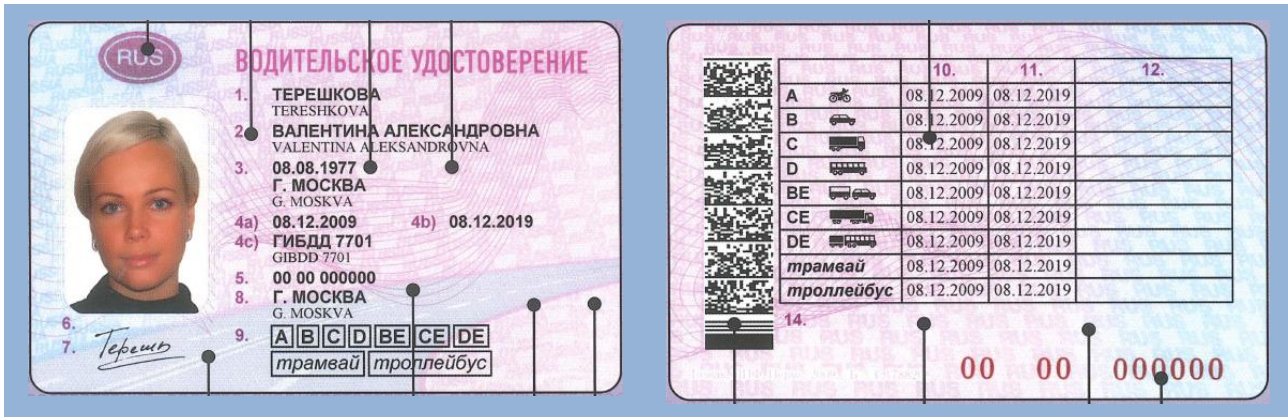 RUS
ВОДИТЕЛЬСКОЕ УДОСТОВЕРЕНИЕ
1. ТЕРЕШКОВА
TERESHKOVA
2. ВАЛЕНТИНА АЛЕКСАНДРОВНА
VALENTINA ALEKSANDROVNA
3. 08.08.1977
Г. МОСКВА
G. MOSKVA
4a) 08.12.2009 4b) 08.12.2019
4c) ГИБДД 7701
GIBDD 7701
5. 00 00 000000
8. Г. МОСКВА
G. MOSKVA
6.
7.
9. A B C D BE CE DE
трамвай троллейбус
10. 11. 12.
A 08.12.2009 08.12.2019
B 08.12.2009 08.12.2019
C 08.12.2009 08.12.2019
D 08.12.2009 08.12.2019
BE 08.12.2009 08.12.2019
CE 08.12.2009 08.12.2019
DE 08.12.2009 08.12.2019
трамвай 08.12.2009 08.12.2019
троллейбус 08.12.2009 08.12.2019
14.
00 00 000000